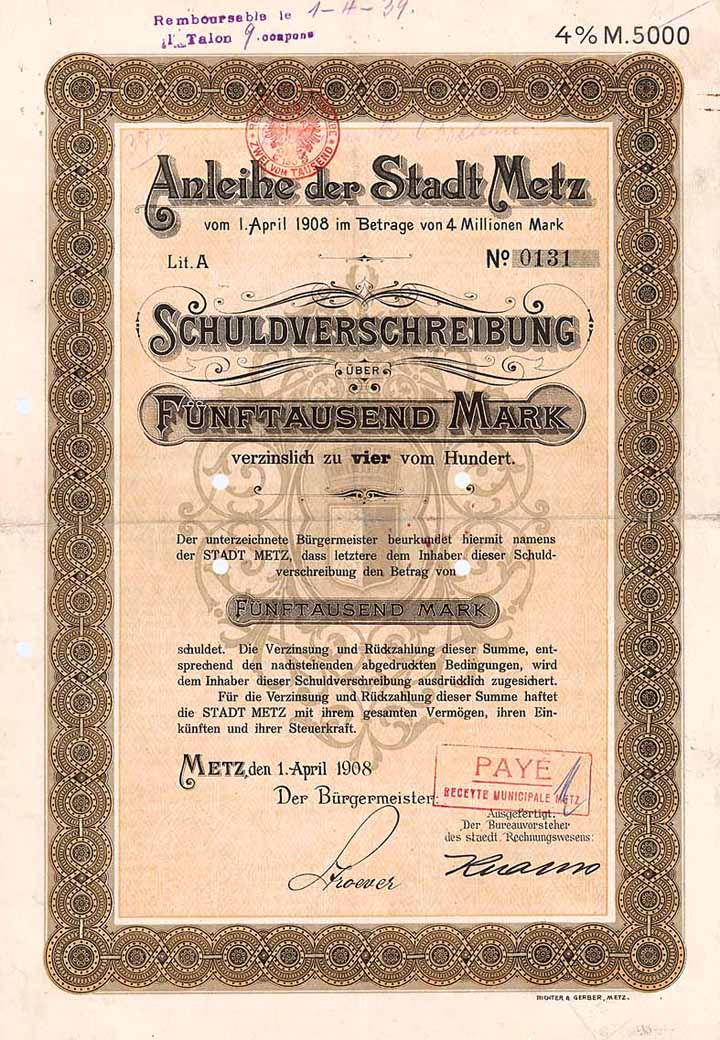 Remboursable le 1-4-39.
1 Talon 9 coupons
4% M. 5000
ZWEI VON TAUSEND
Anleihe der Stadt Metz
vom 1. April 1908 im Betrage von 4 Millionen Mark
Lit. A
No 0131
SCHULDVERSCHREIBUNG
ÜBER
FÜNFTAUSEND MARK
verzinslich zu vier vom Hundert.
Der unterzeichnete Bürgermeister beurkundet hiermit namens
der STADT METZ, dass letztere dem Inhaber dieser Schuld-
verschreibung den Betrag von
FÜNFTAUSEND MARK
schuldet. Die Verzinsung und Rückzahlung dieser Summe, ent-
sprechend den nachstehenden abgedruckten Bedingungen, wird
dem Inhaber dieser Schuldverschreibung ausdrücklich zugesichert.
Für die Verzinsung und Rückzahlung dieser Summe haftet
die STADT METZ mit ihrem gesamten Vermögen, ihren Ein-
künften und ihrer Steuerkraft.
METZ, den 1. April 1908
Der Bürgermeister:
PAYÉ
RECETTE MUNICIPALE METZ
Ausgefertigt.
Der Bureauvorsteher
des staedt. Rechnungswesens:
Stroever
RICHTER & GERBER, METZ.